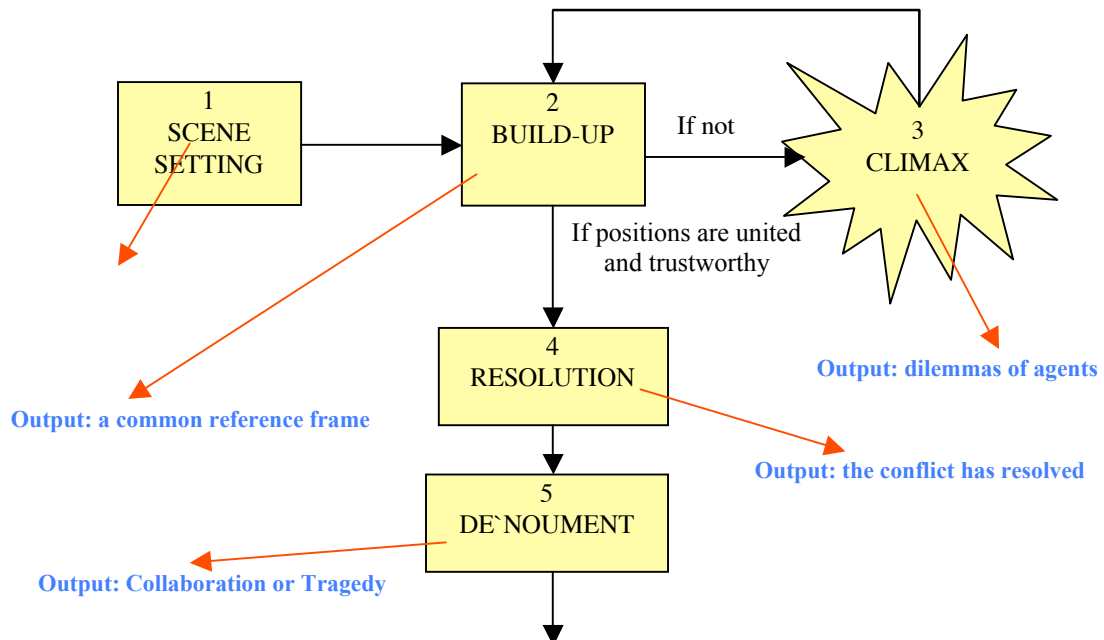 1
SCENE
SETTING
2
BUILD-UP
If not
3
CLIMAX
If positions are united
and trustworthy
4
RESOLUTION
Output: dilemmas of agents
Output: a common reference frame
Output: the conflict has resolved
5
DE`NOUMENT
Output: Collaboration or Tragedy